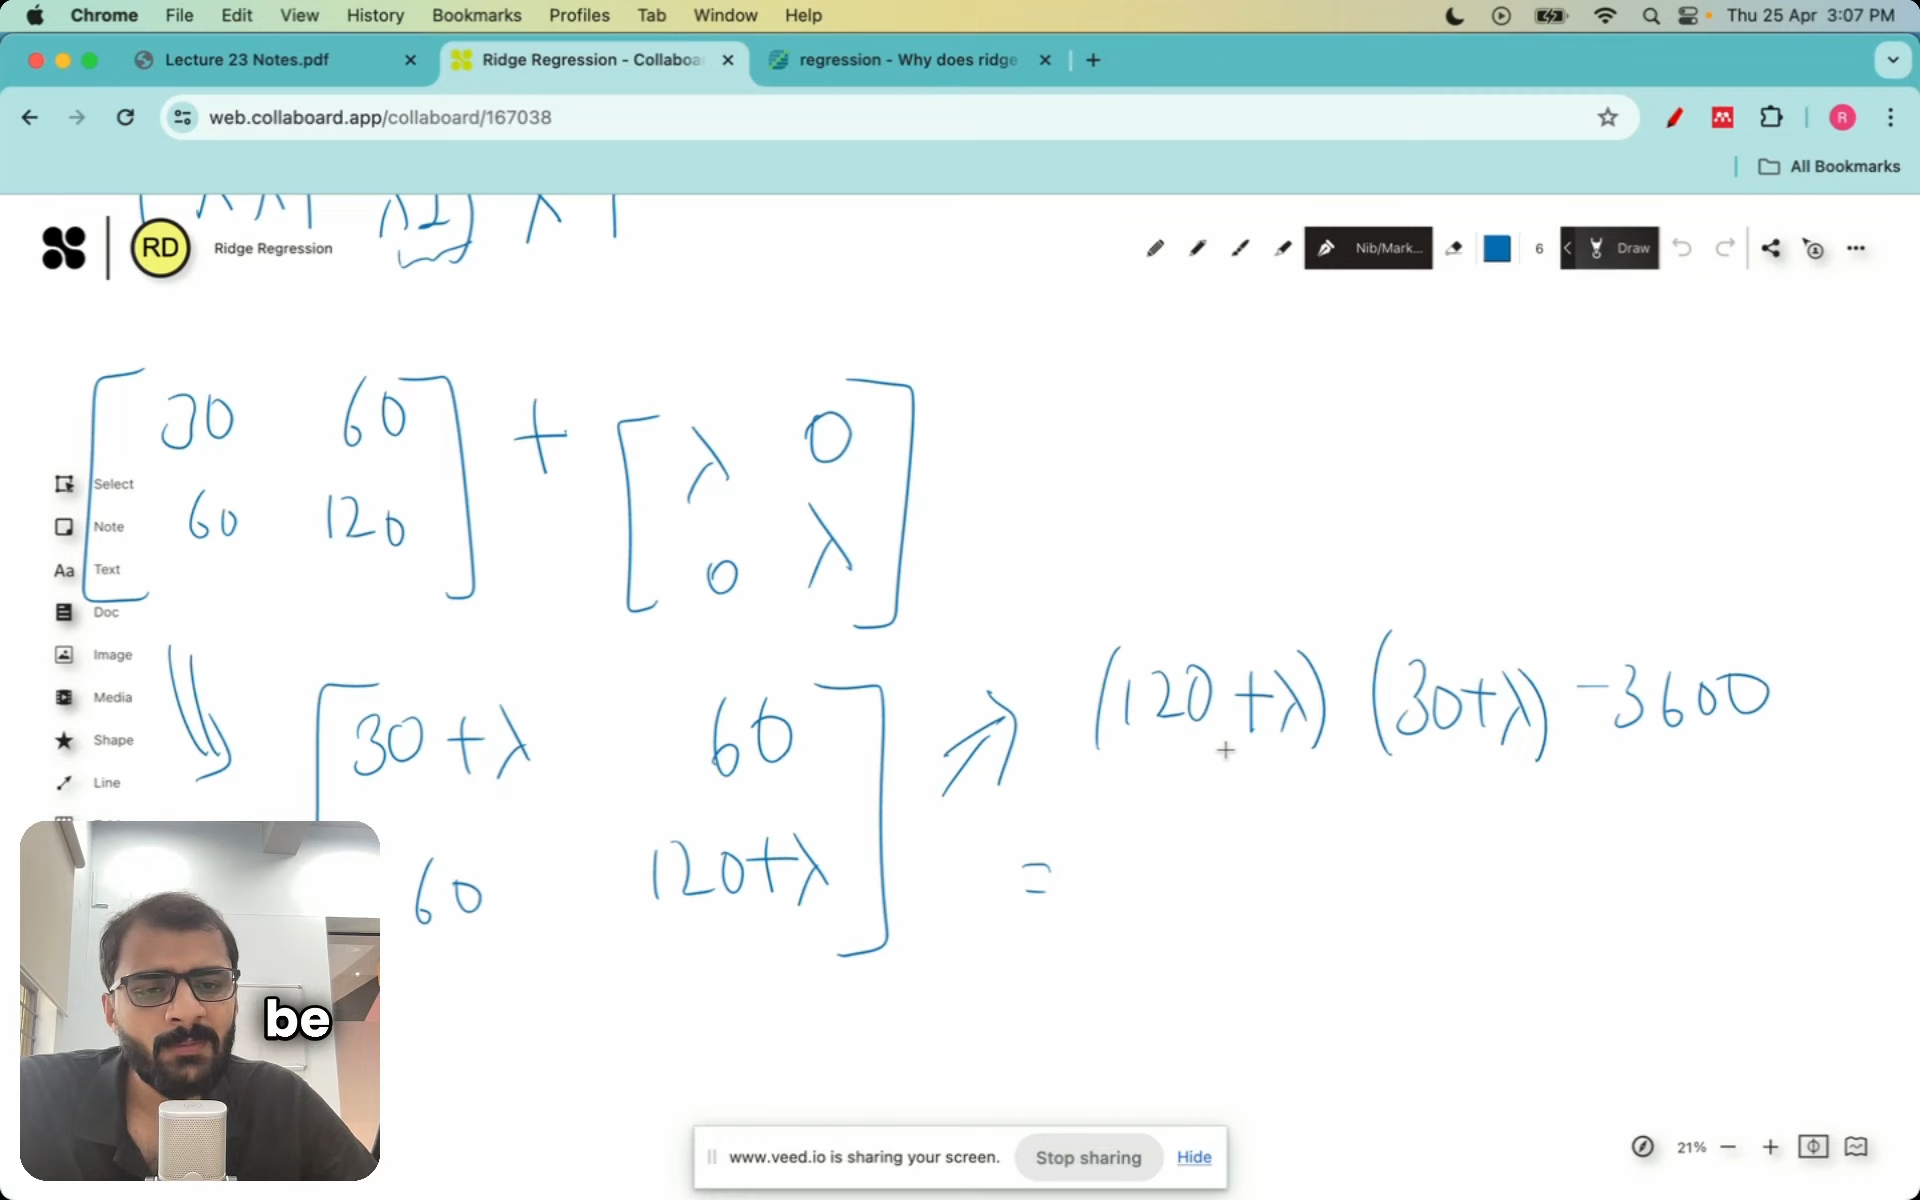 Chrome File Edit View History Bookmarks Profiles Tab Window Help Thu 25 Apr 3:07 PM
Lecture 23 Notes.pdf Ridge Regression - Collaboa regression - Why does ridge
web.collaboard.app/collaboard/167038 R
All Bookmarks
RD Ridge Regression Nib/Mark... 6 Draw
30 60 + λ 0
60 120 0 λ
Select
Note
Aa Text
Doc
Image
Media
Shape
Line
30+λ 60
60 120+λ
(120+λ) (30+λ) -3600
=
be
www.veed.io is sharing your screen. Stop sharing Hide
21%